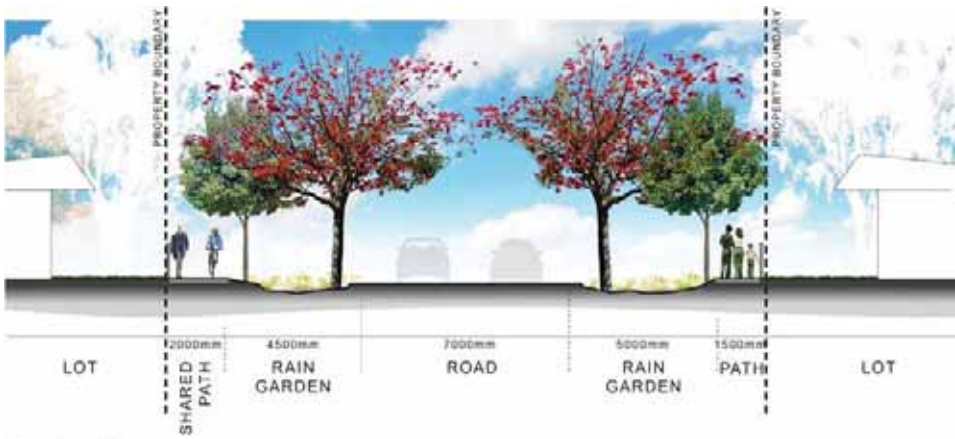 PROPERTY BOUNDARY
PROPERTY BOUNDARY
2000mm 4500mm 7000mm 5000mm 1500mm
LOT
SHARED
PATH
RAIN
GARDEN
ROAD
RAIN
GARDEN
PATH
LOT